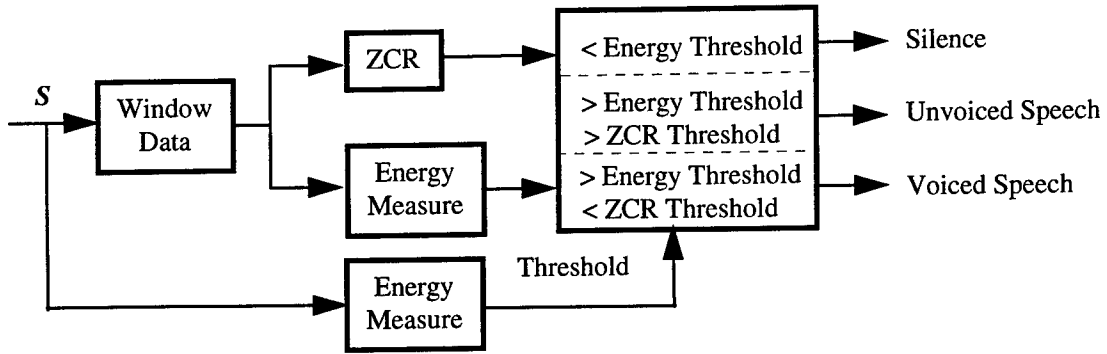 S
Window
Data
ZCR
Energy
Measure
Energy
Measure
Threshold
< Energy Threshold
> Energy Threshold
> ZCR Threshold
> Energy Threshold
< ZCR Threshold
Silence
Unvoiced Speech
Voiced Speech